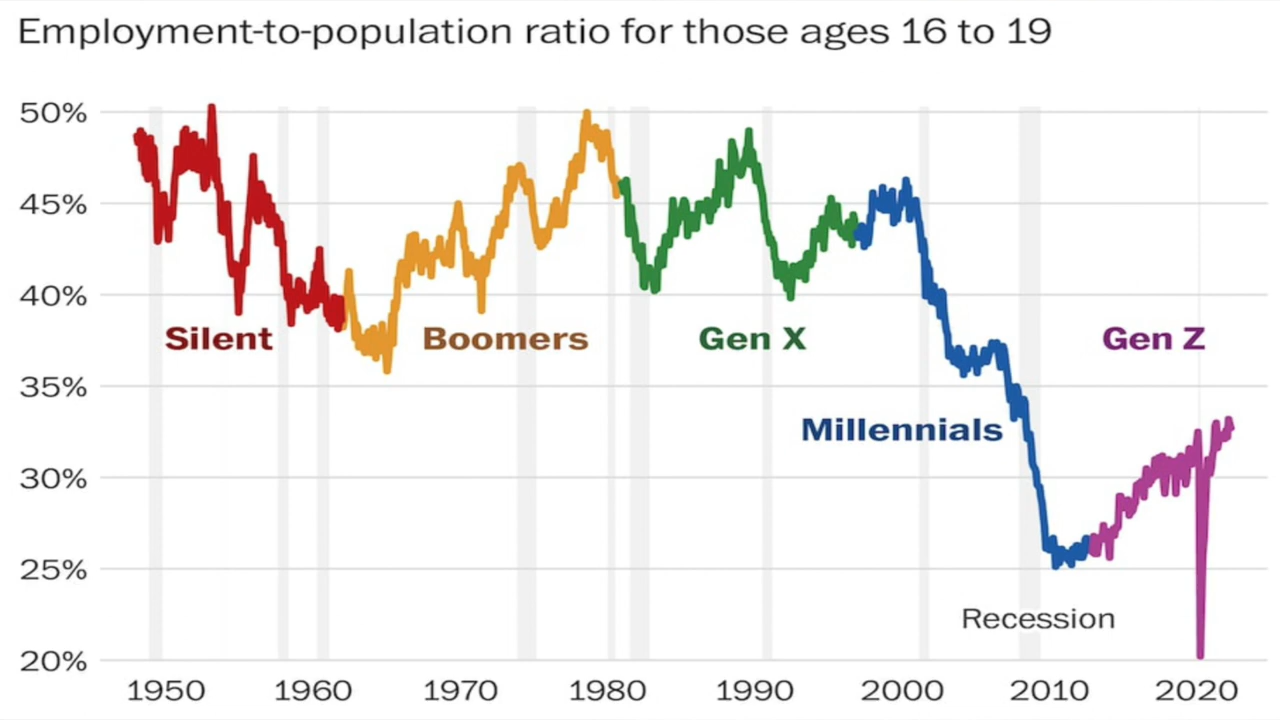 Employment-to-population ratio for those ages 16 to 19
50%
45%
40%
Silent Boomers Gen X Gen Z
35%
Millennials
30%
25%
Recession
20%
1950 1960 1970 1980 1990 2000 2010 2020